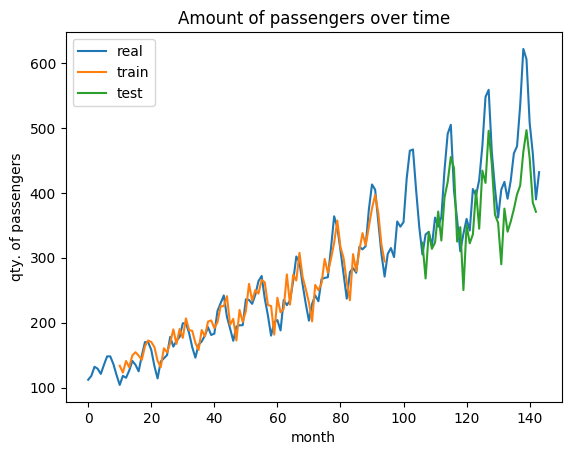 Amount of passengers over time
real
train
test
qty. of passengers
600
500
400
300
200
100
0 20 40 60 80 100 120 140
month